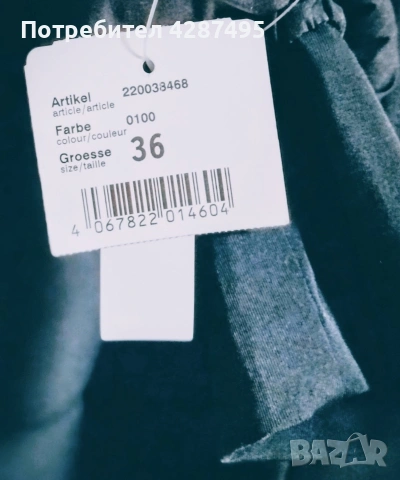 Потребител 4287495
Artikel 220038468
article/article
Farbe 0100
colour/couleur
Groesse 36
size/taille
4 067822 014604
BAZAR